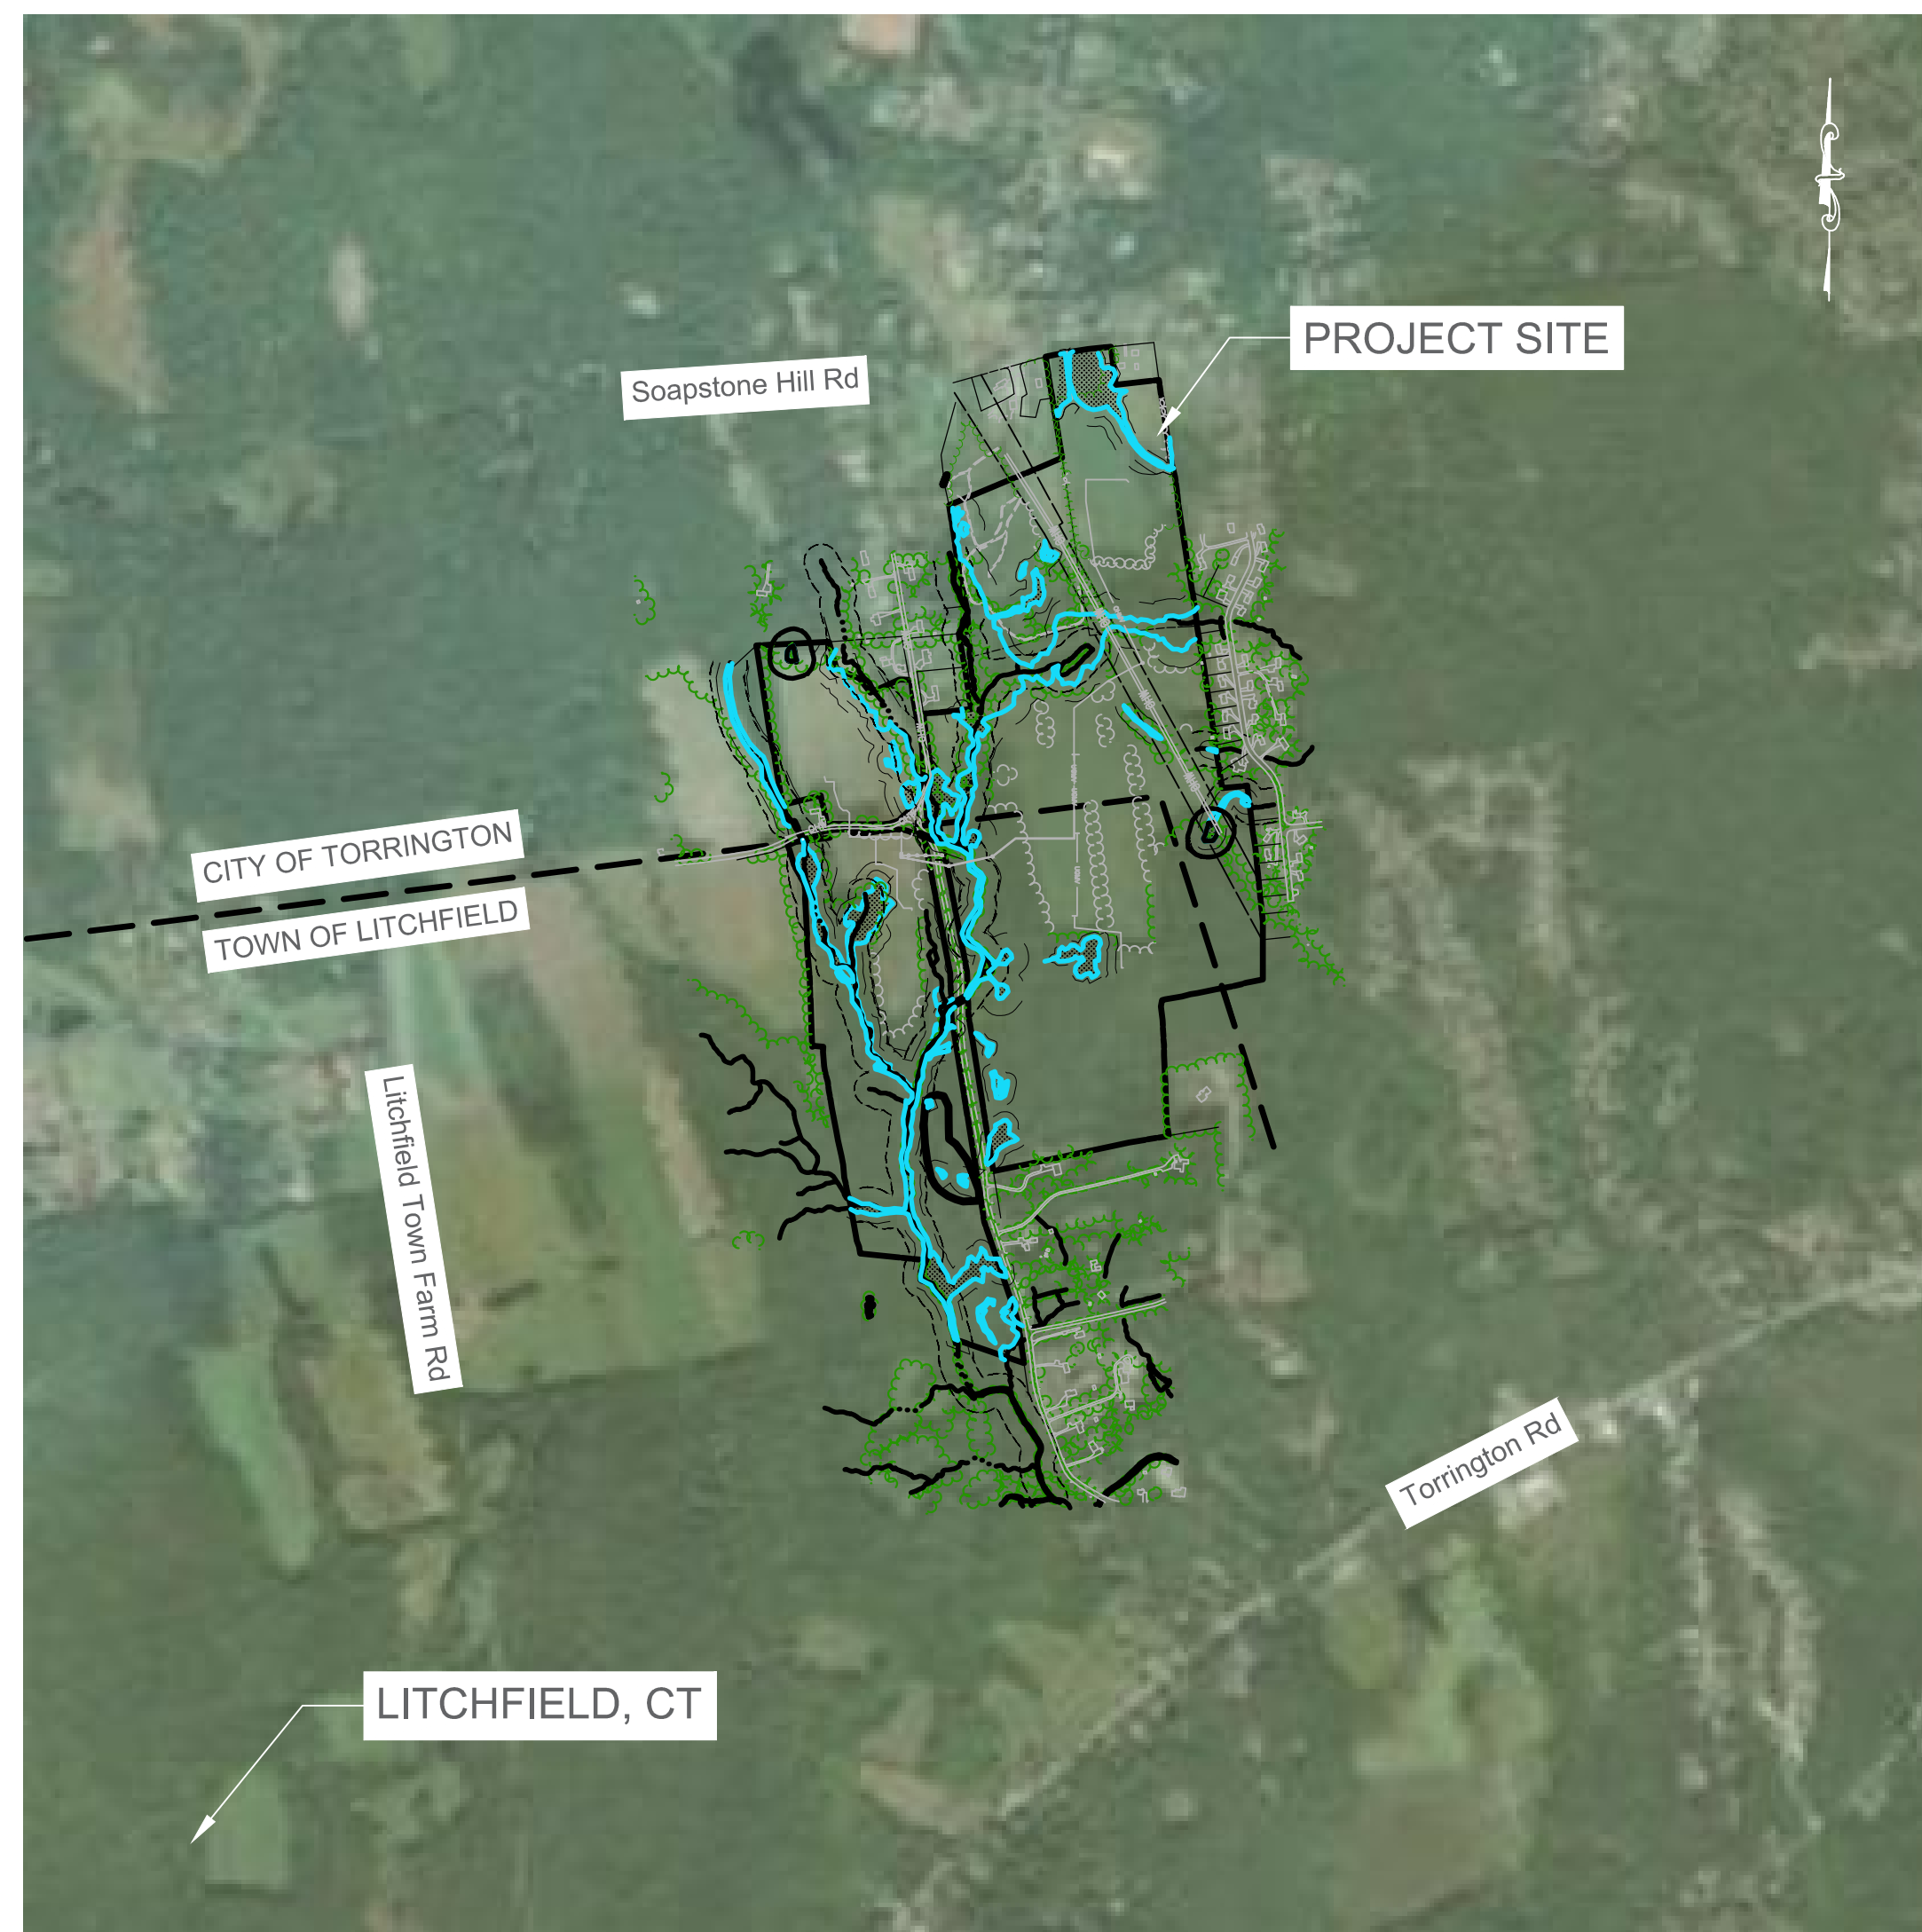 PROJECT SITE
Soapstone Hill Rd
CITY OF TORRINGTON
TOWN OF LITCHFIELD
Litchfield Town Farm Rd
Torrington Rd
LITCHFIELD, CT